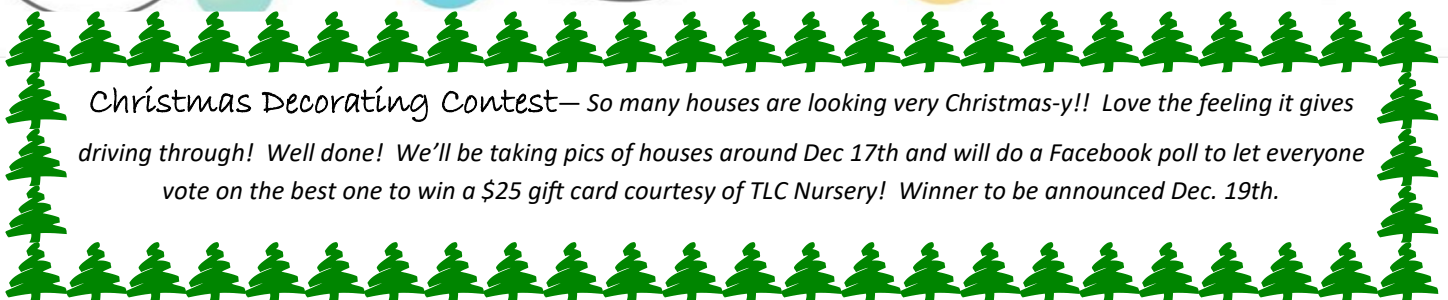 Christmas Decorating Contest— So many houses are looking very Christmas-y!!  Love the feeling it gives
driving through!  Well done!  We’ll be taking pics of houses around Dec 17th and will do a Facebook poll to let everyone
vote on the best one to win a $25 gift card courtesy of TLC Nursery!  Winner to be announced Dec. 19th.